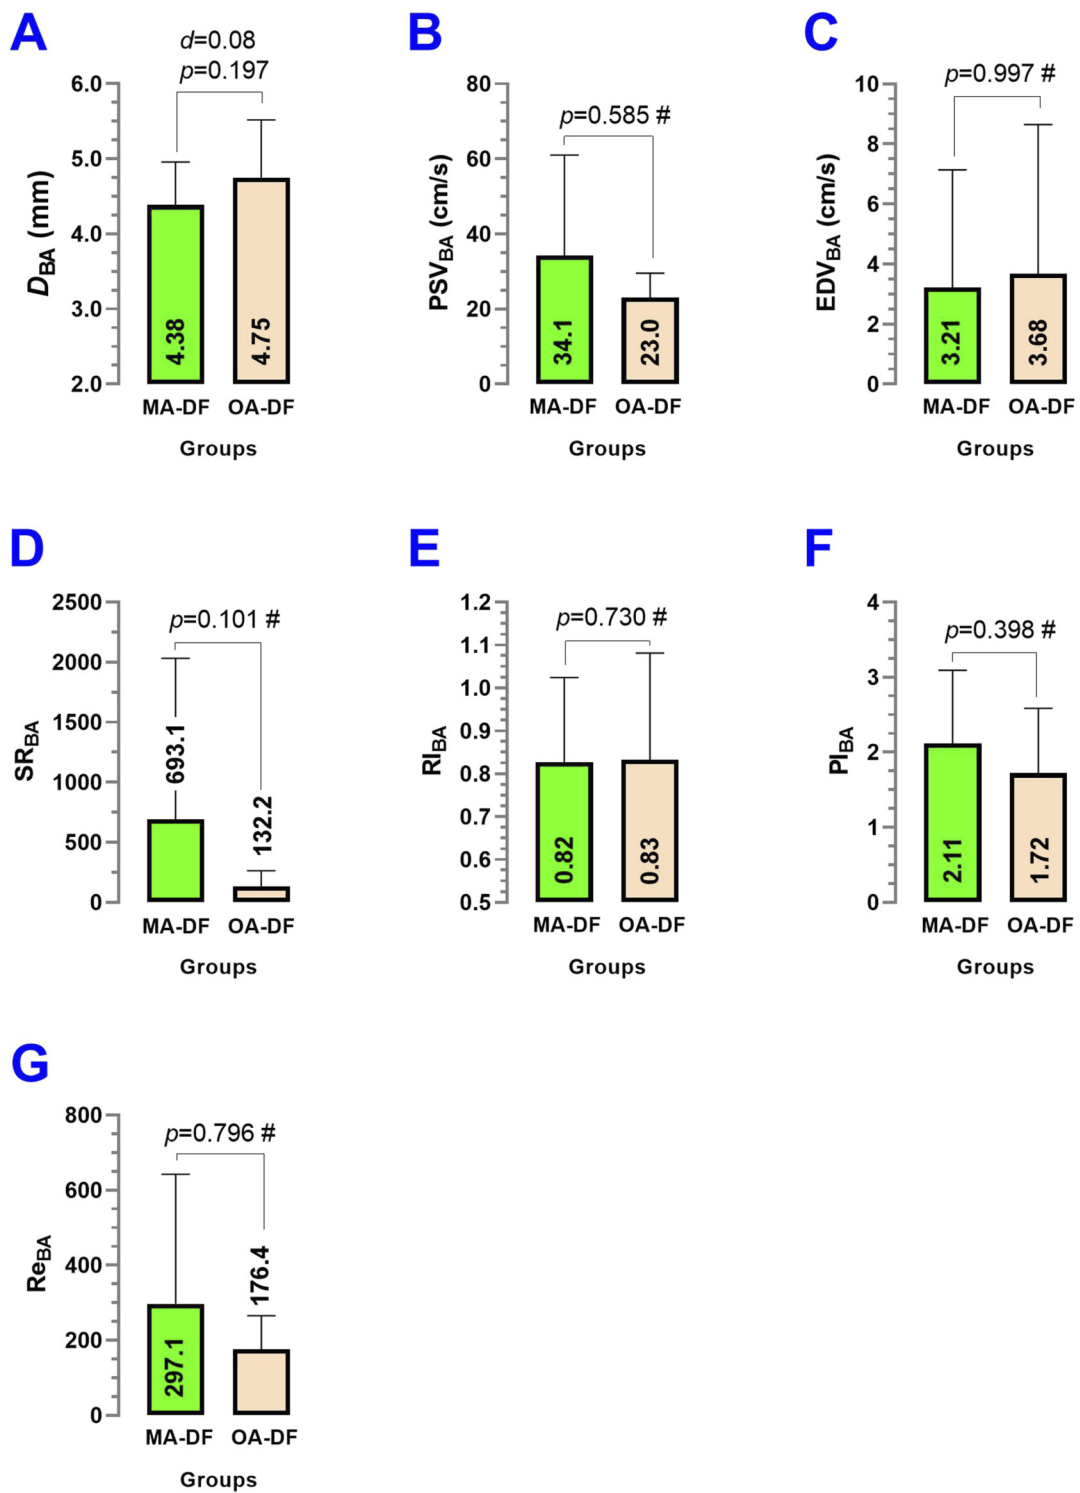 A
d=0.08
p=0.197
6.0
5.0
4.0
3.0
2.0
D_BA (mm)
4.38
4.75
MA-DF OA-DF
Groups
B
p=0.585 #
80
60
40
20
0
PSV_BA (cm/s)
34.1
23.0
MA-DF OA-DF
Groups
C
p=0.997 #
10
8
6
4
2
0
EDV_BA (cm/s)
3.21
3.68
MA-DF OA-DF
Groups
D
p=0.101 #
2500
2000
1500
1000
500
0
SR_BA
693.1
132.2
MA-DF OA-DF
Groups
E
p=0.730 #
1.2
1.1
1.0
0.9
0.8
0.7
0.6
0.5
RI_BA
0.82
0.83
MA-DF OA-DF
Groups
F
p=0.398 #
4
3
2
1
0
PI_BA
2.11
1.72
MA-DF OA-DF
Groups
G
p=0.796 #
800
600
400
200
0
Re_BA
297.1
176.4
MA-DF OA-DF
Groups